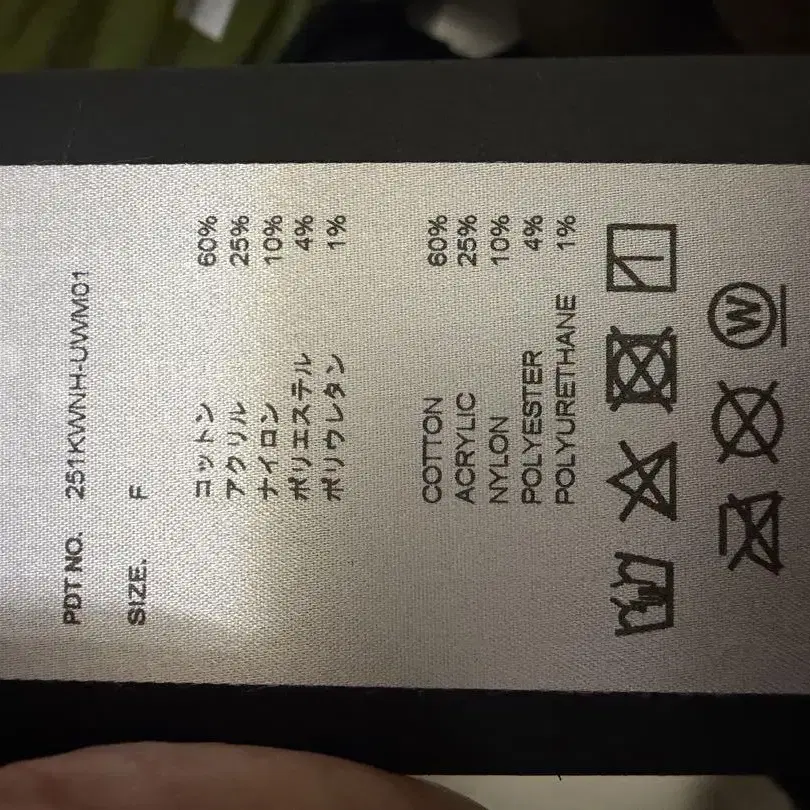 PDT NO. 251KWNH-UWM01
SIZE. F
コットン 60%
アクリル 25%
ナイロン 10%
ポリエステル 4%
ポリウレタン 1%
COTTON 60%
ACRYLIC 25%
NYLON 10%
POLYESTER 4%
POLYURETHANE 1%
W